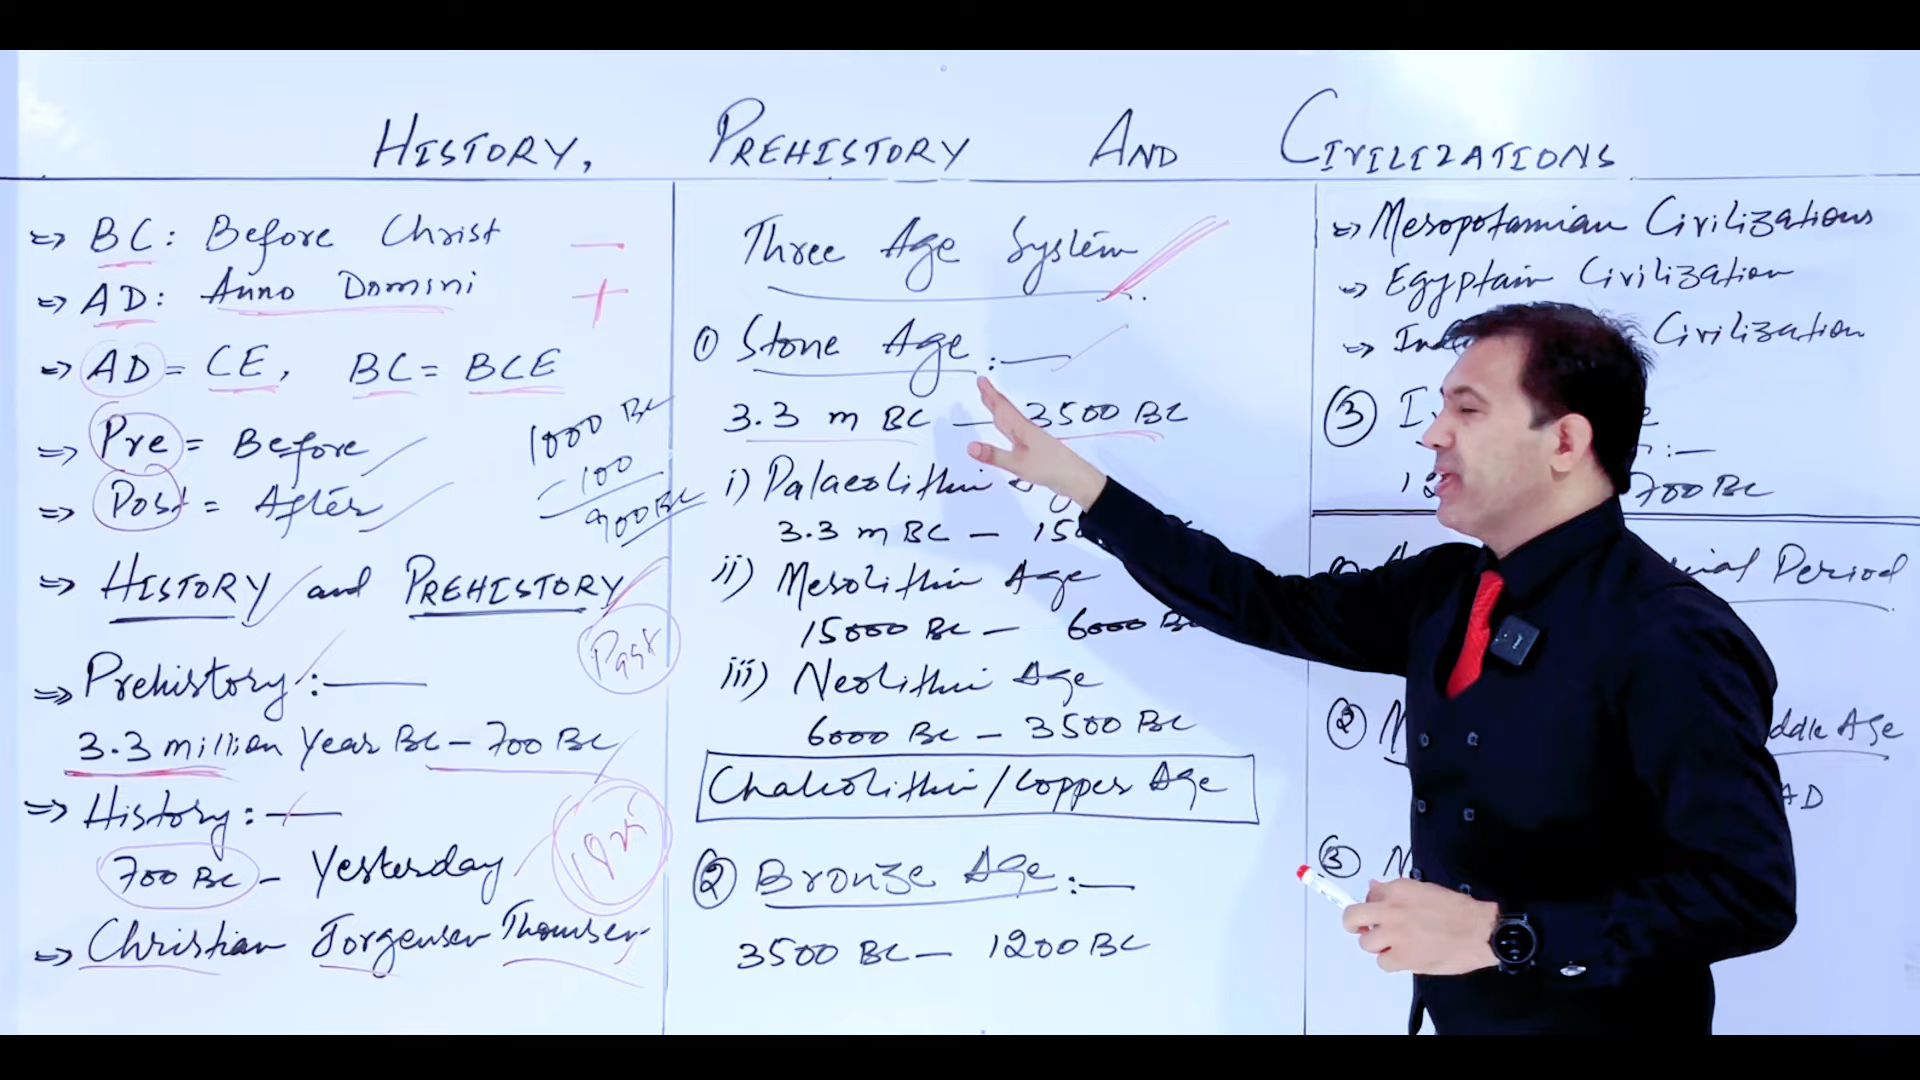 HISTORY, PREHISTORY AND CIVILIZATIONS
⇒ BC: Before Christ −
⇒ AD: Anno Domini +
⇒ AD = CE, BC = BCE
⇒ Pre = Before
⇒ Post = After
1000 BC
- 100
900 BC
⇒ HISTORY and PREHISTORY
Past
⇒ Prehistory :—
3.3 million Year BC – 700 BC
⇒ History :—
700 BC – Yesterday
⇒ Christian Jorgensen Thomsen
Three Age System
① Stone Age :—
3.3 m BC — 3500 BC
i) Palaeolithic
3.3 m BC – 15
ii) Mesolithic Age
15000 BC – 6000 BC
iii) Neolithic Age
6000 BC – 3500 BC
Chalcolithic/Copper Age
② Bronze Age :—
3500 BC – 1200 BC
⇒ Mesopotamian Civilizations
⇒ Egyptain Civilization
⇒ Civilization
③
:—
700 BC
Period
②
ddle Age
AD
③